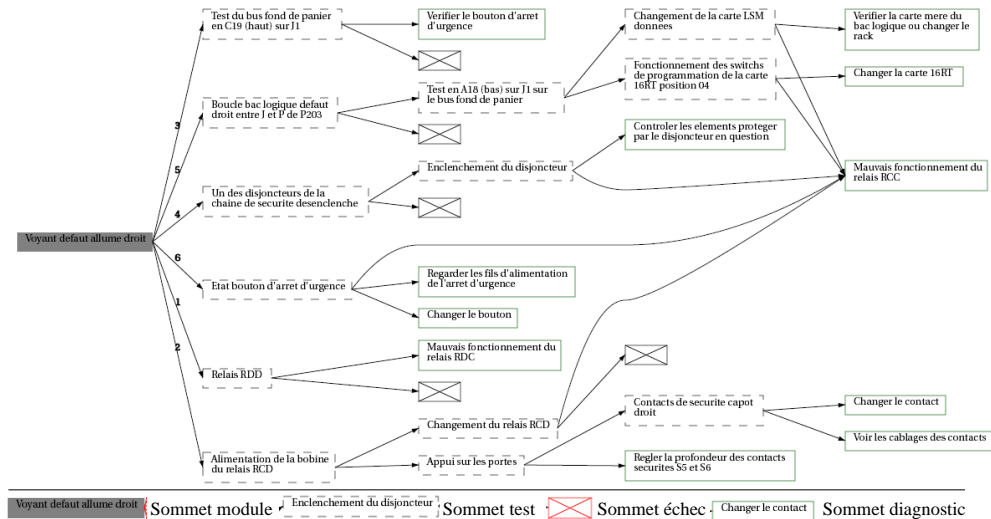 Test du bus fond de panier
en C19 (haut) sur J1
Verifier le bouton d'arret
d'urgence
Changement de la carte LSM
donnees
Verifier la carte mere du
bac logique ou changer le
rack
Fonctionnement des switchs
de programmation de la carte
16RT position 04
Changer la carte 16RT
Boucle bac logique defaut
droit entre J et P de P203
Test en A18 (bas) sur J1 sur
le bus fond de panier
3
Controler les elements proteger
par le disjoncteur en question
5
Enclenchement du disjoncteur
Mauvais fonctionnement du
relais RCC
Un des disjoncteurs de la
chaine de securite desenclenche
4
Voyant defaut allume droit
6
Etat bouton d'arret d'urgence
Regarder les fils d'alimentation
de l'arret d'urgence
1
Changer le bouton
2
Mauvais fonctionnement du
relais RDC
Relais RDD
Contacts de securite capot
droit
Changer le contact
Changement du relais RCD
Voir les cablages des contacts
Alimentation de la bobine
du relais RCD
Appui sur les portes
Regler la profondeur des contacts
securites S5 et S6
Voyant defaut allume droit Sommet module Enclenchement du disjoncteur Sommet test Sommet échec Changer le contact Sommet diagnostic